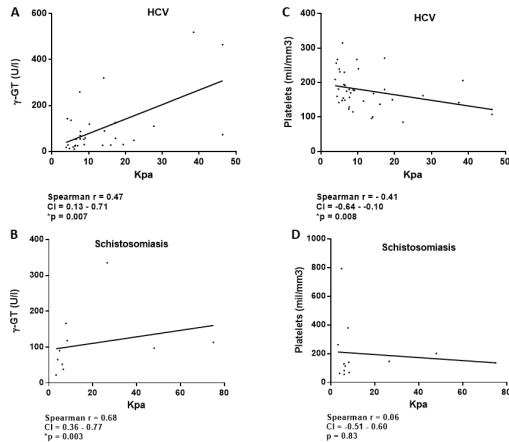 A
HCV
γ-GT (U/l)
600
400
200
0
0 10 20 30 40 50
Kpa
Spearman r = 0.47
CI = 0.13 - 0.71
*p = 0.007
C
HCV
Platelets (mil/mm3)
400
300
200
100
0
0 10 20 30 40 50
Kpa
Spearman r = - 0.41
CI = -0.64 - -0.10
*p = 0.008
B
Schistosomiasis
γ-GT (U/l)
400
300
200
100
0
0 20 40 60 80
Kpa
Spearman r = 0.68
CI = 0.36 - 0.77
*p = 0.003
D
Schistosomiasis
Platelets (mil/mm3)
1000
800
600
400
200
0
0 20 40 60 80
Kpa
Spearman r = 0.06
CI = -0.51 - 0.60
p = 0.83